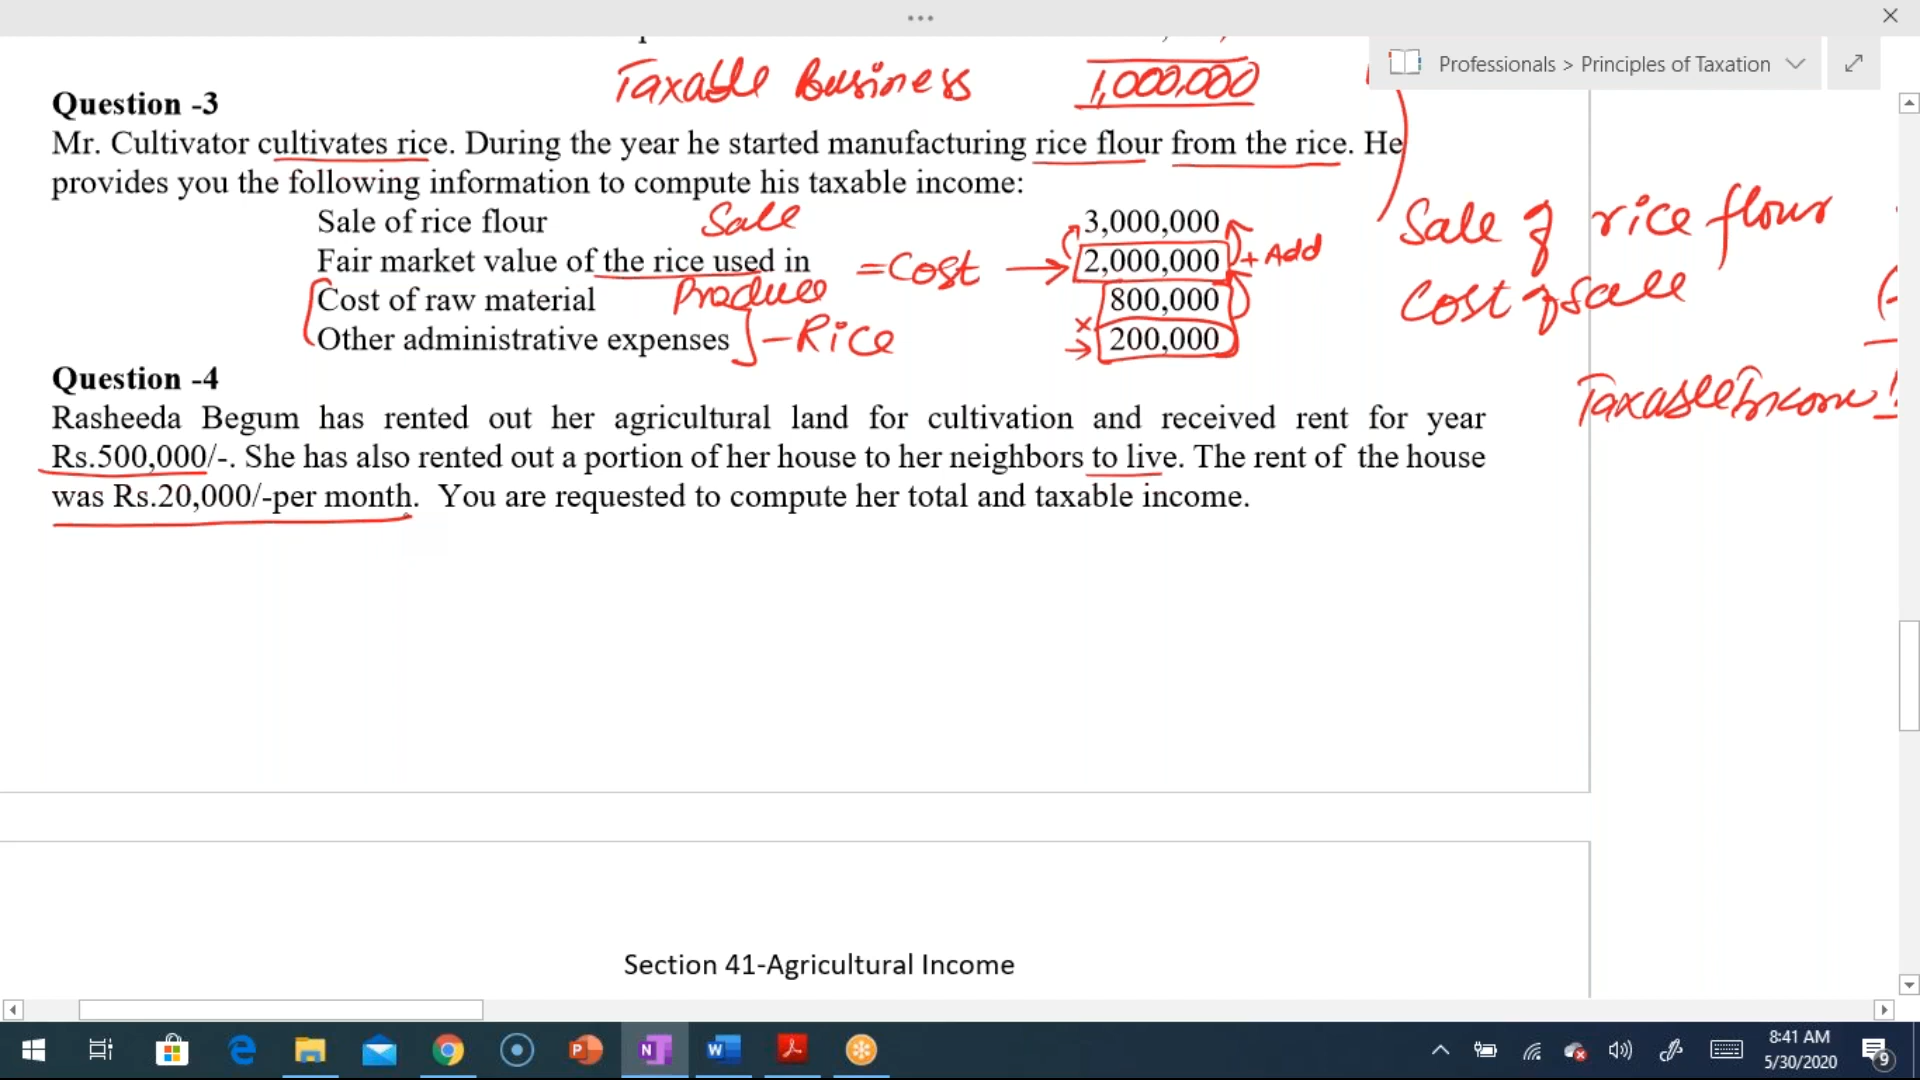 Professionals > Principles of Taxation
Taxable Business 1,000,000
Question -3
Mr. Cultivator cultivates rice. During the year he started manufacturing rice flour from the rice. He
provides you the following information to compute his taxable income:
Sale of rice flour Sale 3,000,000
Fair market value of the rice used in = Cost → 2,000,000 + Add
Cost of raw material Produce 800,000
Other administrative expenses - Rice x → 200,000
Sale of rice flour
Cost of sale
Taxable Income
Question -4
Rasheeda Begum has rented out her agricultural land for cultivation and received rent for year
Rs.500,000/-. She has also rented out a portion of her house to her neighbors to live. The rent of the house
was Rs.20,000/-per month. You are requested to compute her total and taxable income.
Section 41-Agricultural Income
8:41 AM
5/30/2020
9